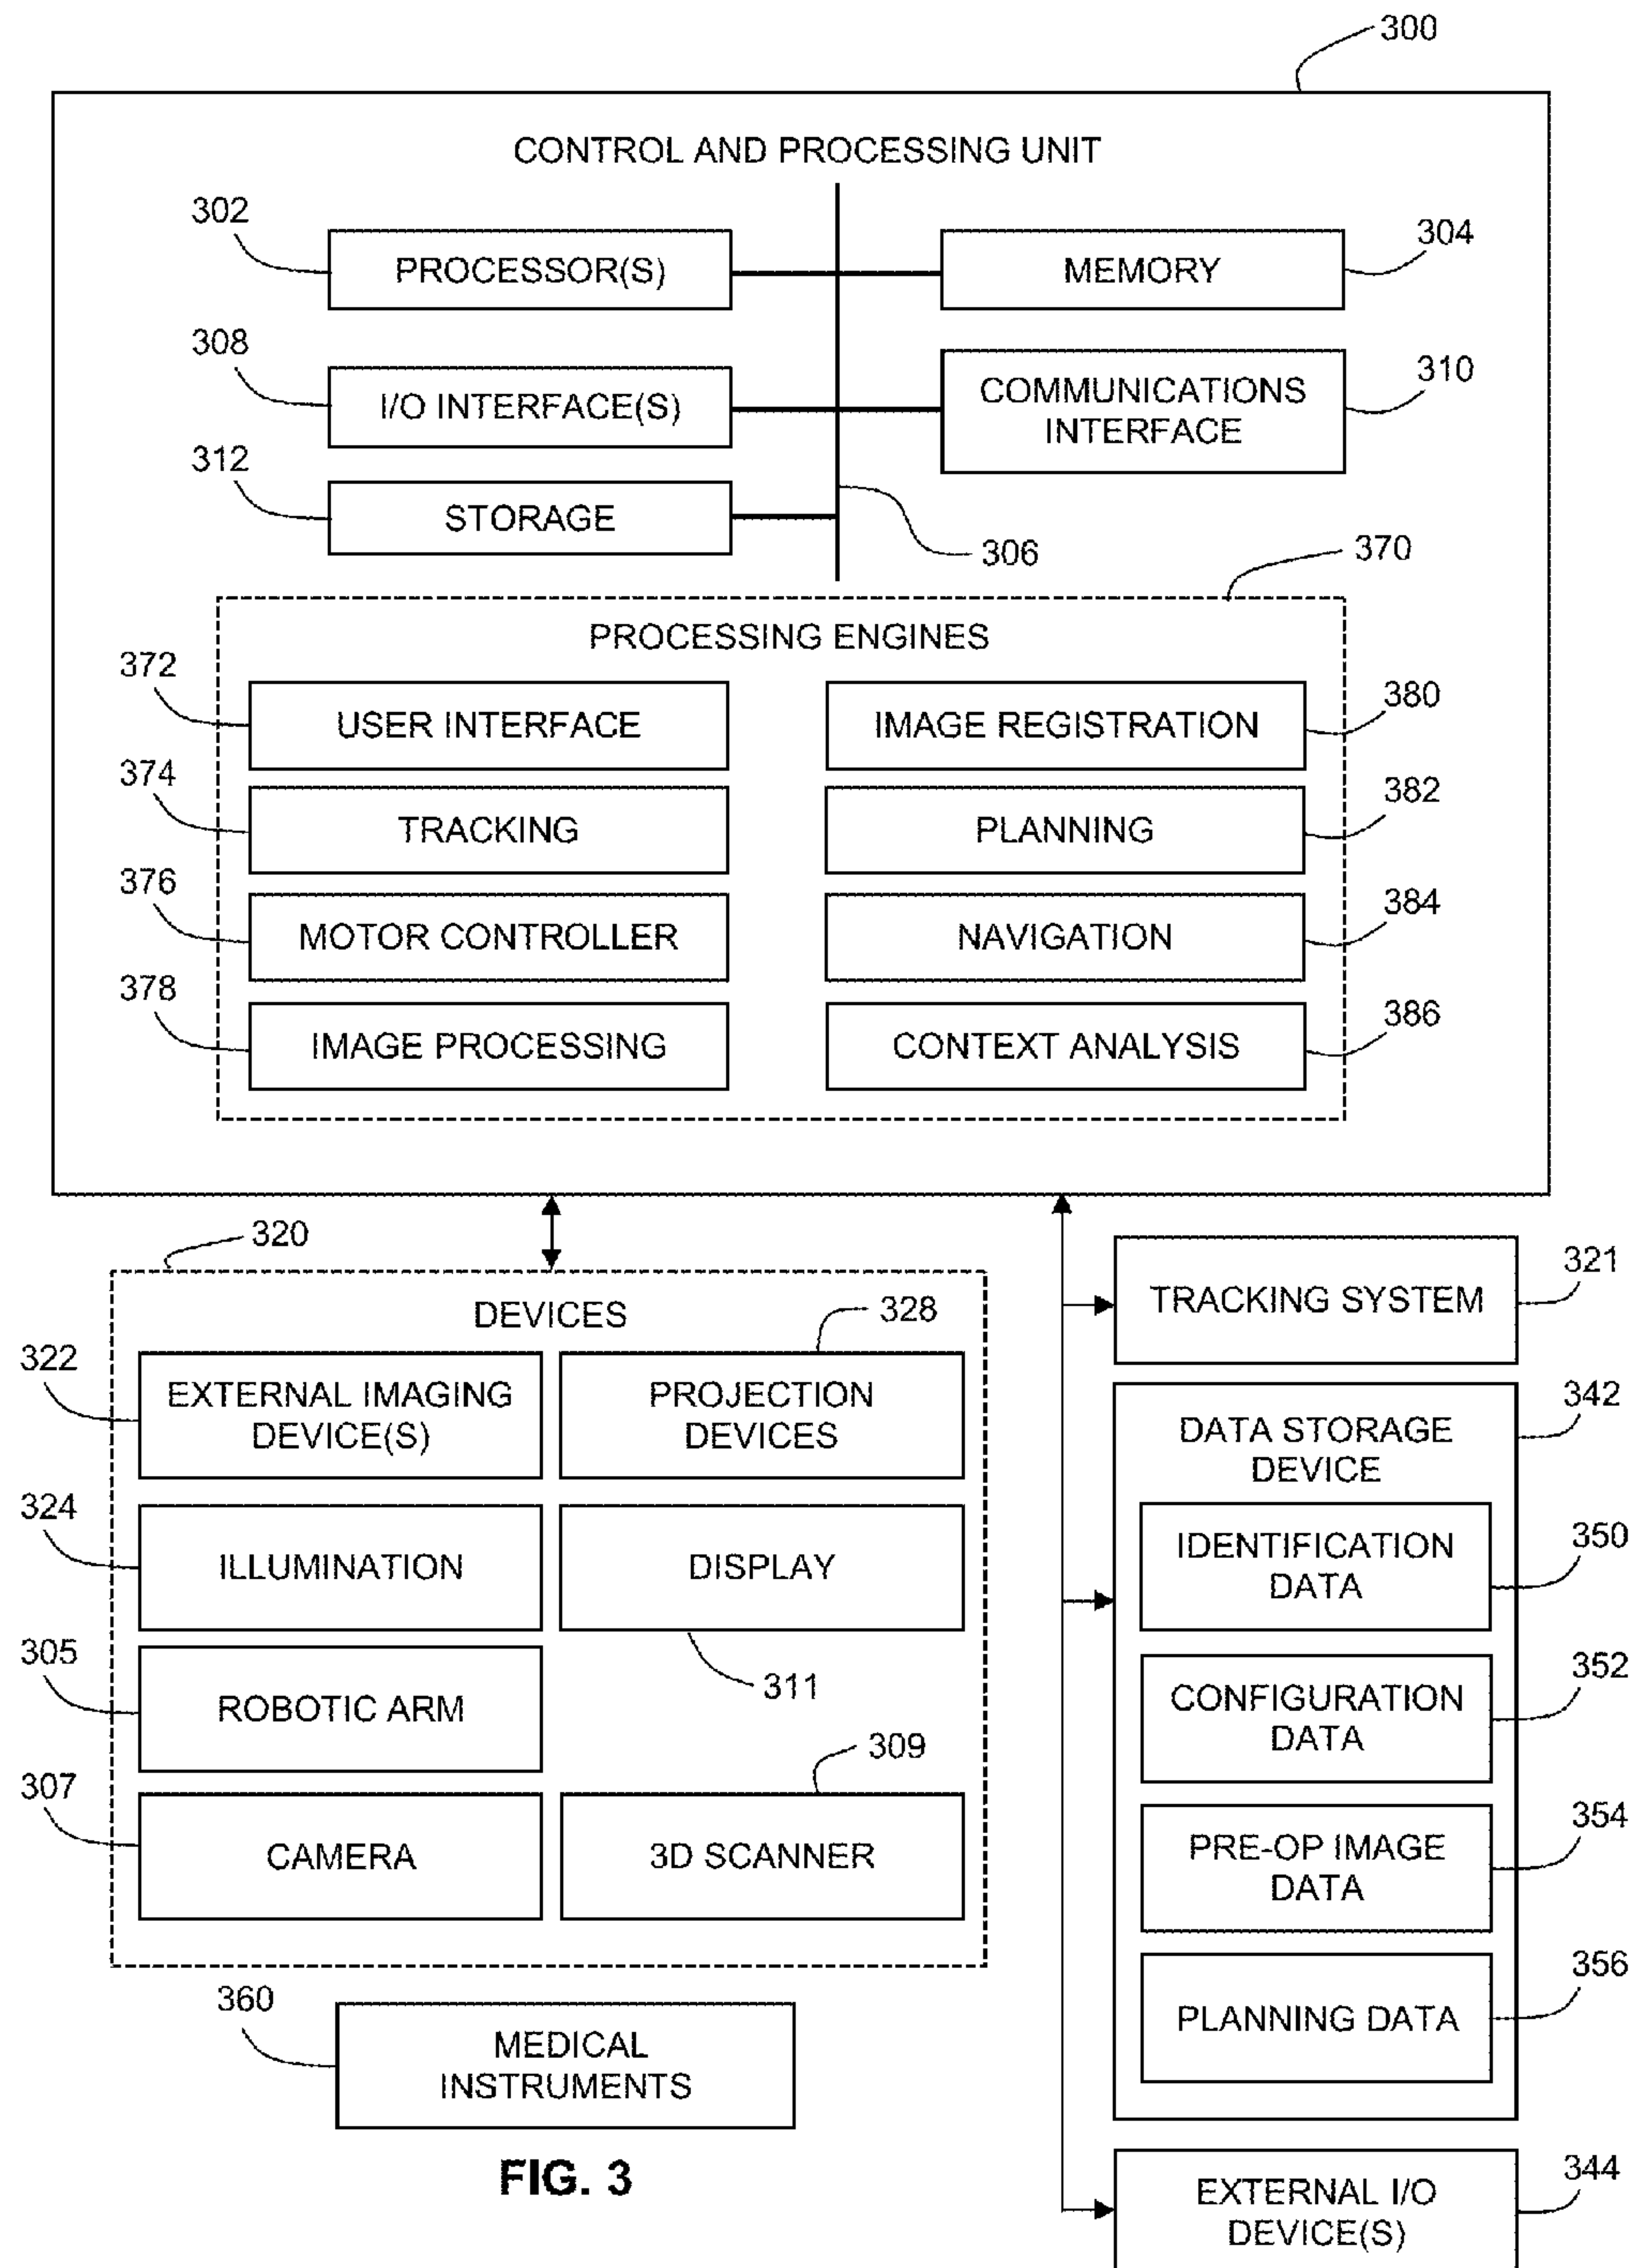 300
CONTROL AND PROCESSING UNIT
302
PROCESSOR(S)
MEMORY
304
308
I/O INTERFACE(S)
COMMUNICATIONS
INTERFACE
310
312
STORAGE
306
370
PROCESSING ENGINES
372
USER INTERFACE
IMAGE REGISTRATION
380
374
TRACKING
PLANNING
382
376
MOTOR CONTROLLER
NAVIGATION
384
378
IMAGE PROCESSING
CONTEXT ANALYSIS
386
320
DEVICES
328
322
EXTERNAL IMAGING
DEVICE(S)
PROJECTION
DEVICES
324
ILLUMINATION
DISPLAY
311
305
ROBOTIC ARM
309
307
CAMERA
3D SCANNER
360
MEDICAL
INSTRUMENTS
TRACKING SYSTEM
321
342
DATA STORAGE
DEVICE
IDENTIFICATION
DATA
350
CONFIGURATION
DATA
352
PRE-OP IMAGE
DATA
354
PLANNING DATA
356
EXTERNAL I/O
DEVICE(S)
344
FIG. 3